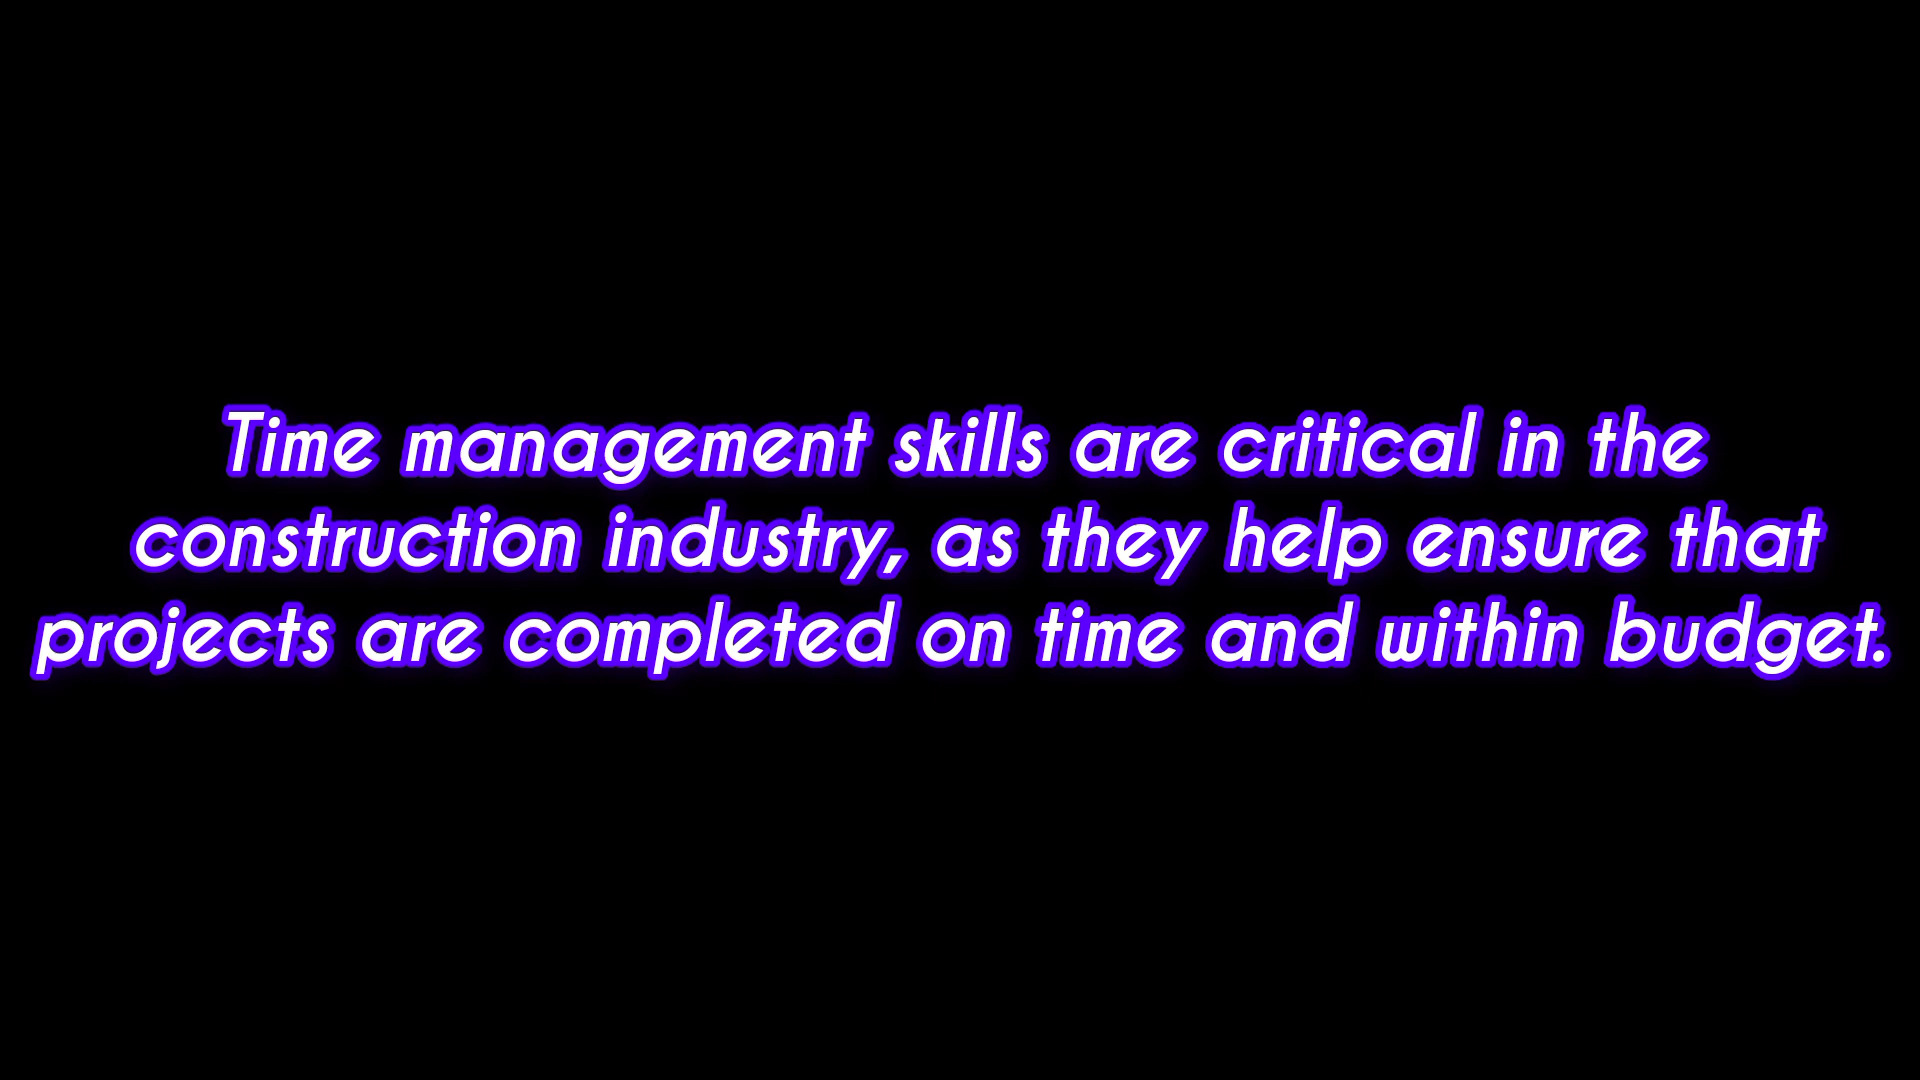 Time management skills are critical in the
construction industry, as they help ensure that
projects are completed on time and within budget.